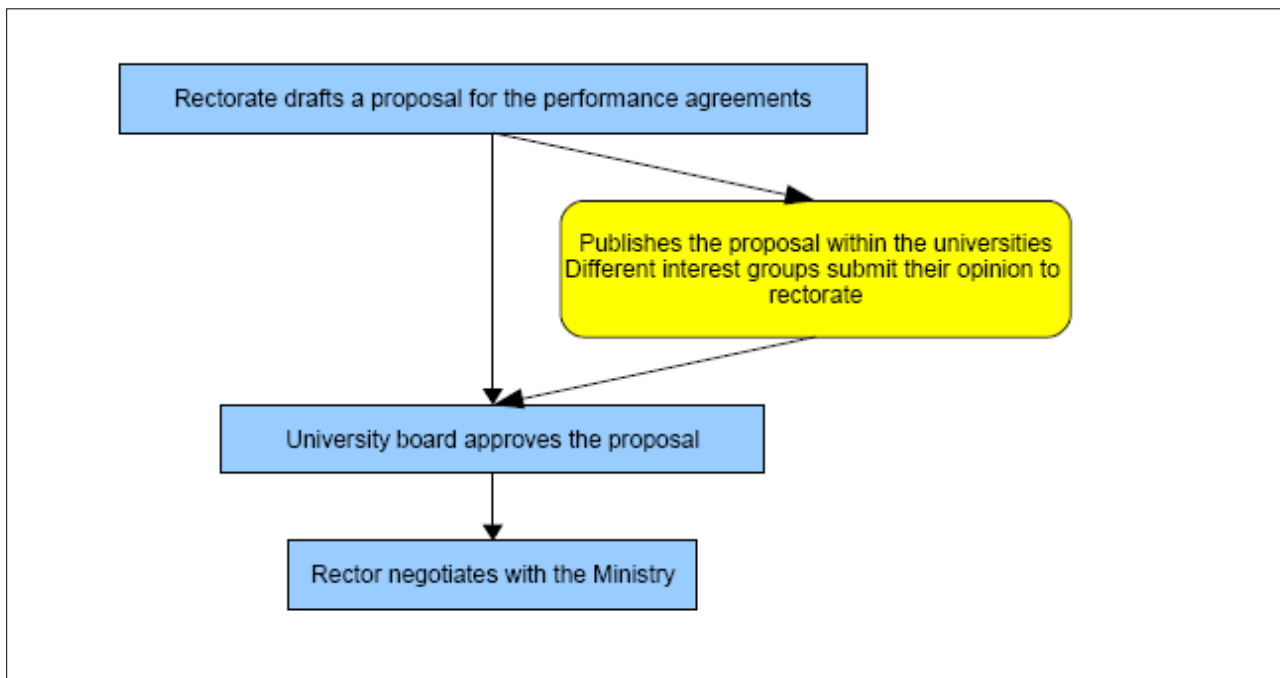 Rectorate drafts a proposal for the performance agreements
Publishes the proposal within the universities
Different interest groups submit their opinion to
rectorate
University board approves the proposal
Rector negotiates with the Ministry